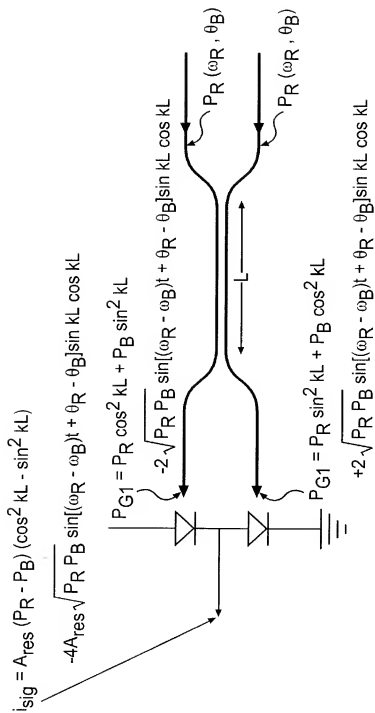 i_sig = A_res (P_R - P_B) (cos² kL - sin² kL)
-4A_res√P_R P_B sin[(ω_R - ω_B)t + θ_R - θ_B]sin kL cos kL
P_G1 = P_R cos² kL + P_B sin² kL
-2√P_R P_B sin[(ω_R - ω_B)t + θ_R - θ_B]sin kL cos kL
P_R (ω_R , θ_B)
L
P_R (ω_R , θ_B)
P_G1 = P_R sin² kL + P_B cos² kL
+2√P_R P_B sin[(ω_R - ω_B)t + θ_R - θ_B]sin kL cos kL